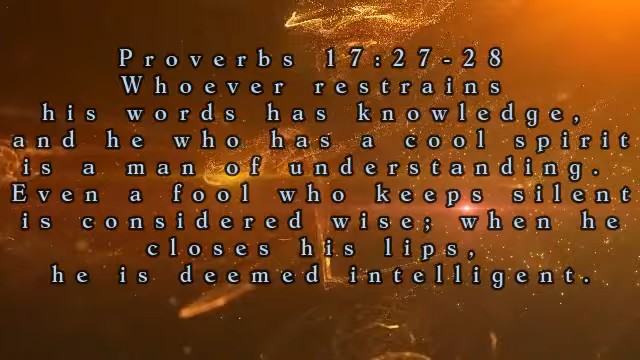 Proverbs 17:27-28
Whoever restrains
his words has knowledge,
and he who has a cool spirit
is a man of understanding.
Even a fool who keeps silent
is considered wise; when he
closes his lips,
he is deemed intelligent.